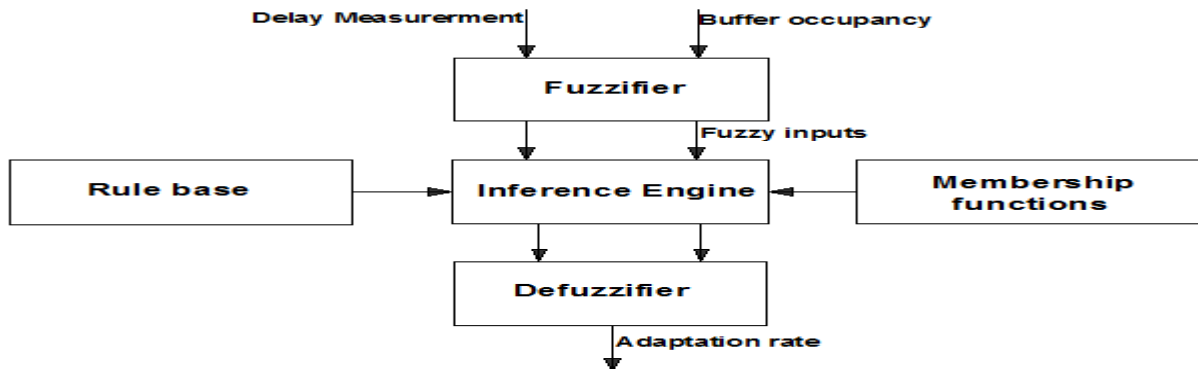 Delay Measurerment
Buffer occupancy
Fuzzifier
Fuzzy inputs
Rule base
Inference Engine
Membership
functions
Defuzzifier
Adaptation rate